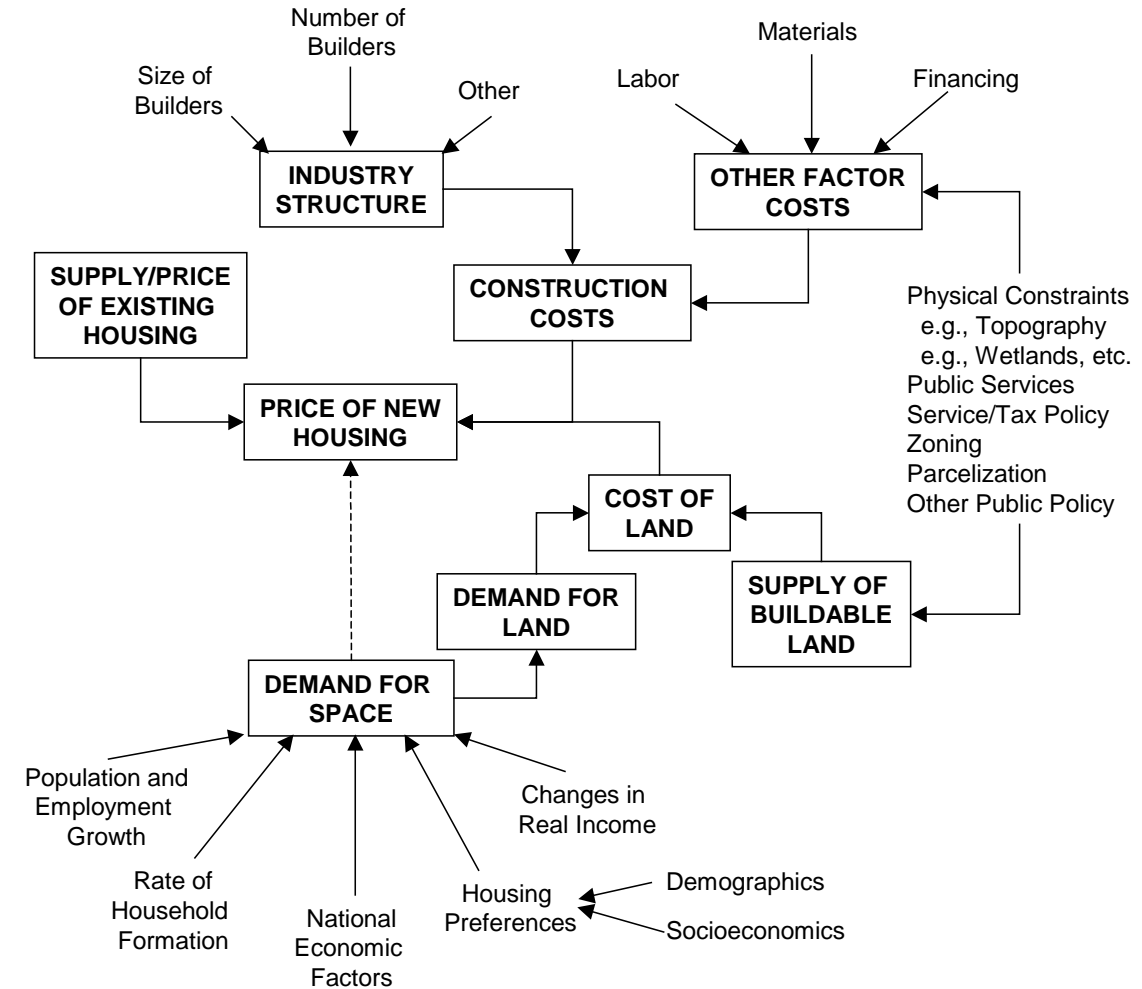 Number of
Builders
Materials
Size of
Builders
Other
Labor
Financing
INDUSTRY
STRUCTURE
OTHER FACTOR
COSTS
SUPPLY/PRICE
OF EXISTING
HOUSING
CONSTRUCTION
COSTS
Physical Constraints
e.g., Topography
e.g., Wetlands, etc.
Public Services
Service/Tax Policy
Zoning
Parcelization
Other Public Policy
PRICE OF NEW
HOUSING
COST OF
LAND
DEMAND FOR
LAND
SUPPLY OF
BUILDABLE
LAND
DEMAND FOR
SPACE
Population and
Employment
Growth
Changes in
Real Income
Rate of
Household
Formation
National
Economic
Factors
Housing
Preferences
Demographics
Socioeconomics